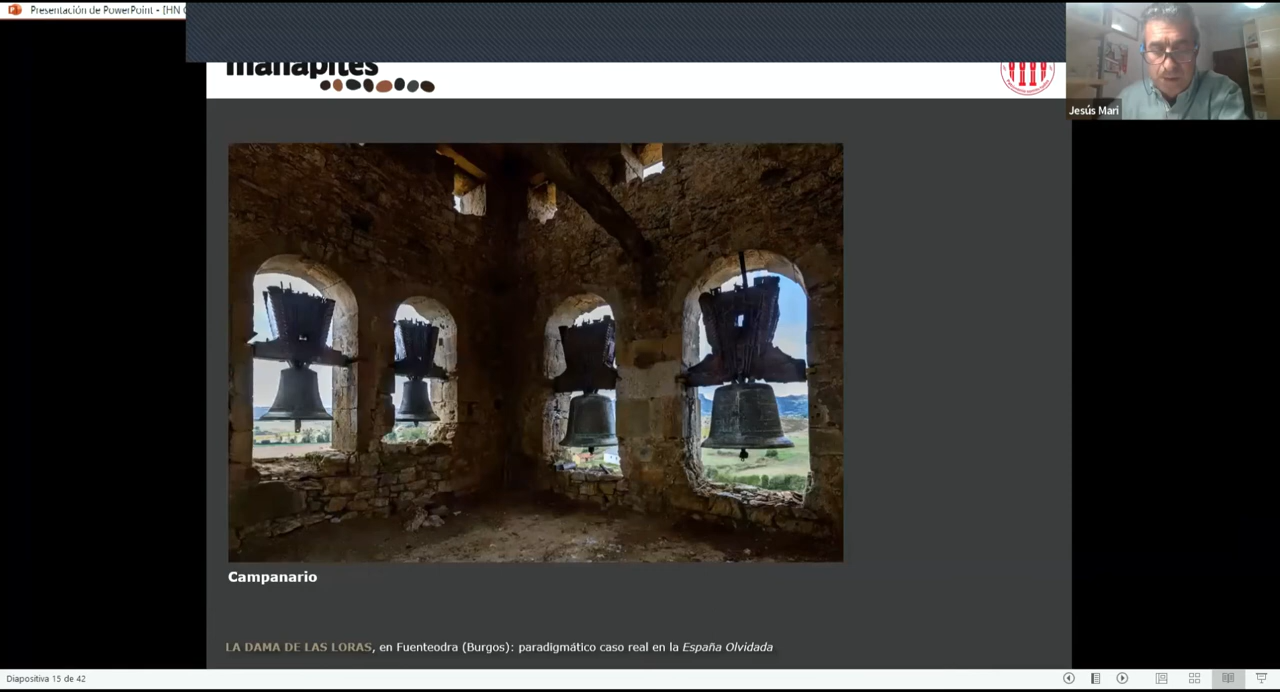 Presentación de PowerPoint - [HN
manapites
Jesús Mari
Campanario
LA DAMA DE LAS LORAS, en Fuenteodra (Burgos): paradigmático caso real en la España Olvidada
Diapositiva 15 de 42